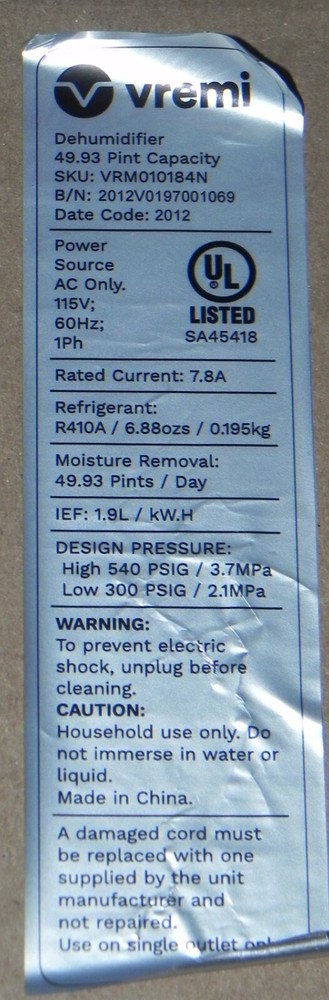 vremi
Dehumidifier
49.93 Pint Capacity
SKU: VRM010184N
B/N: 2012V0197001069
Date Code: 2012
Power
Source
AC Only.
115V;
60Hz;
1Ph
UL
®
LISTED
SA45418
Rated Current: 7.8A
Refrigerant:
R410A / 6.88ozs / 0.195kg
Moisture Removal:
49.93 Pints / Day
IEF: 1.9L / kW.H
DESIGN PRESSURE:
High 540 PSIG / 3.7MPa
Low 300 PSIG / 2.1MPa
WARNING:
To prevent electric
shock, unplug before
cleaning.
CAUTION:
Household use only. Do
not immerse in water or
liquid.
Made in China.
A damaged cord must
be replaced with one
supplied by the unit
manufacturer and
not repaired.
Use on single outlet